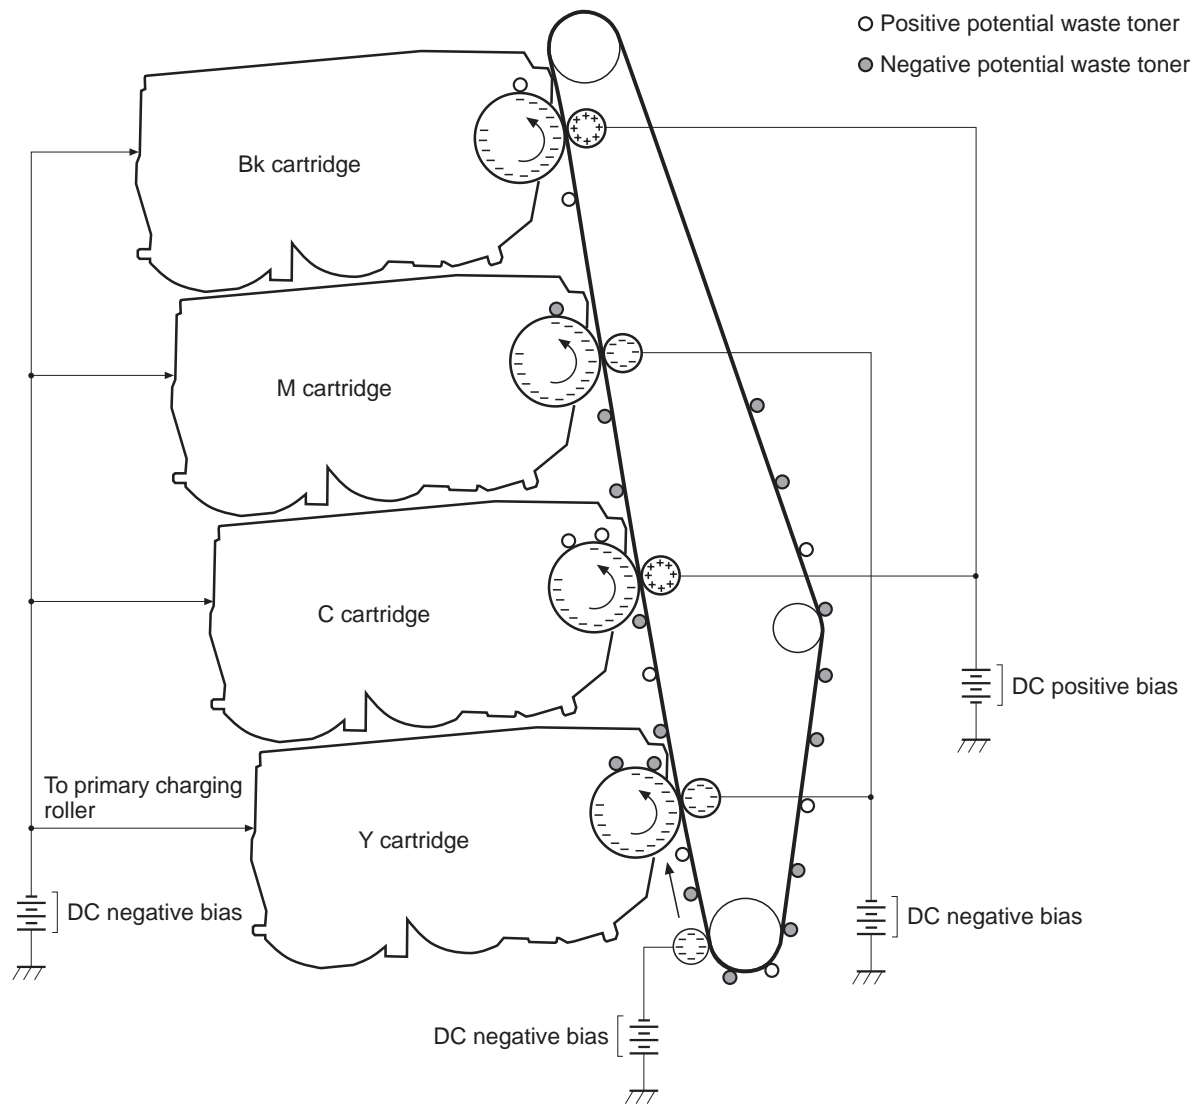 Positive potential waste toner
Negative potential waste toner
Bk cartridge
M cartridge
C cartridge
DC positive bias
To primary charging
roller
Y cartridge
DC negative bias
DC negative bias
DC negative bias